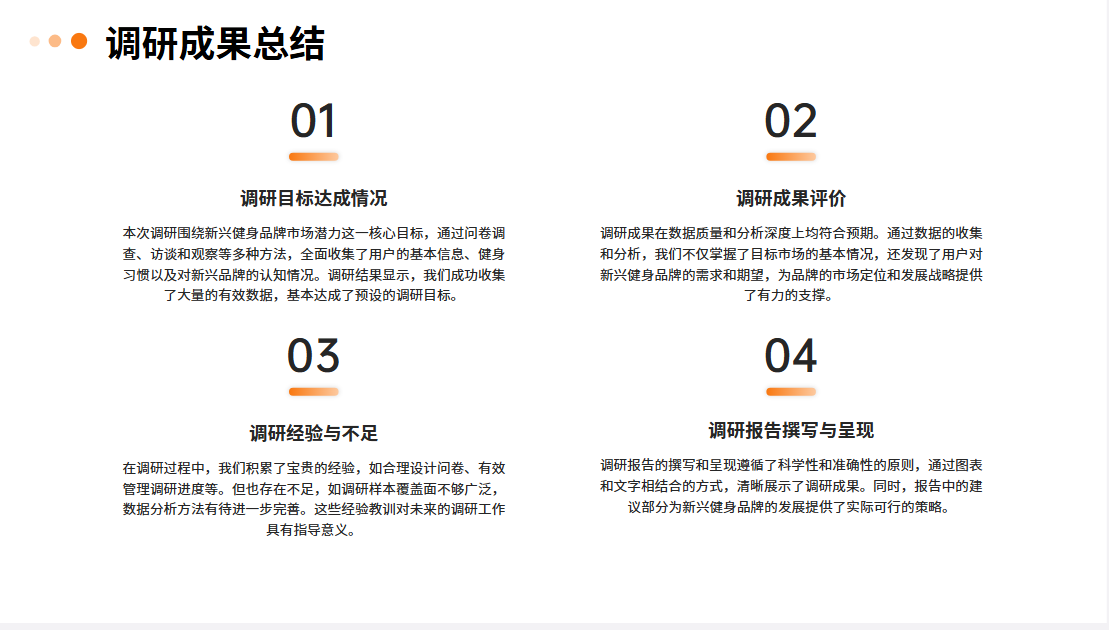 调研成果总结
01
调研目标达成情况
本次调研围绕新兴健身品牌市场潜力这一核心目标，通过问卷调
查、访谈和观察等多种方法，全面收集了用户的基本信息、健身
习惯以及对新兴品牌的认知情况。调研结果显示，我们成功收集
了大量的有效数据，基本达成了预设的调研目标。
02
调研成果评价
调研成果在数据质量和分析深度上均符合预期。通过数据的收集
和分析，我们不仅掌握了目标市场的基本情况，还发现了用户对
新兴健身品牌的需求和期望，为品牌的市场定位和发展战略提供
了有力的支撑。
03
调研经验与不足
在调研过程中，我们积累了宝贵的经验，如合理设计问卷、有效
管理调研进度等。但也存在不足，如调研样本覆盖面不够广泛，
数据分析方法有待进一步完善。这些经验教训对未来的调研工作
具有指导意义。
04
调研报告撰写与呈现
调研报告的撰写和呈现遵循了科学性和准确性的原则，通过图表
和文字相结合的方式，清晰展示了调研成果。同时，报告中的建
议部分为新兴健身品牌的发展提供了实际可行的策略。